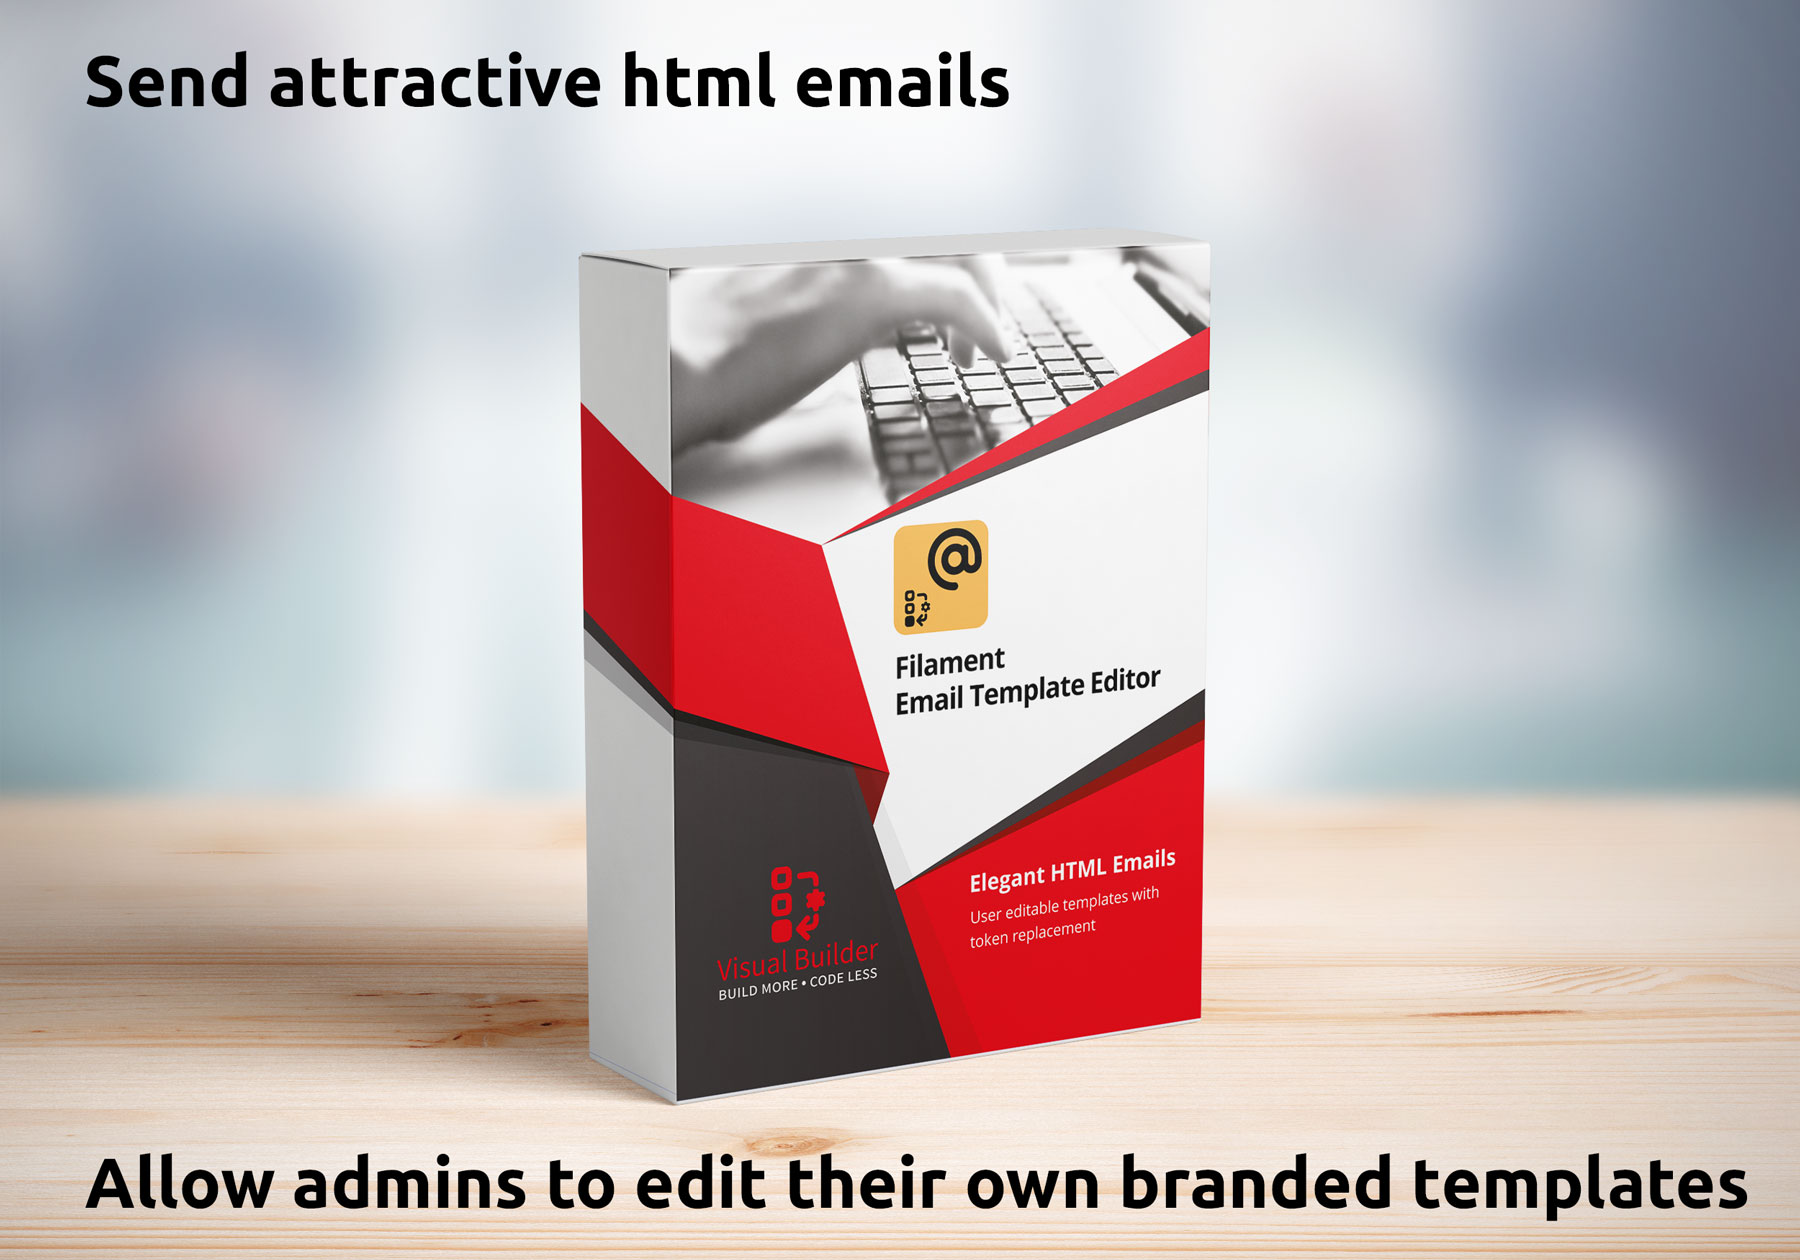 Send attractive html emails
@
Filament
Email Template Editor
Elegant HTML Emails
User editable templates with
token replacement
Visual Builder
BUILD MORE • CODE LESS
Allow admins to edit their own branded templates